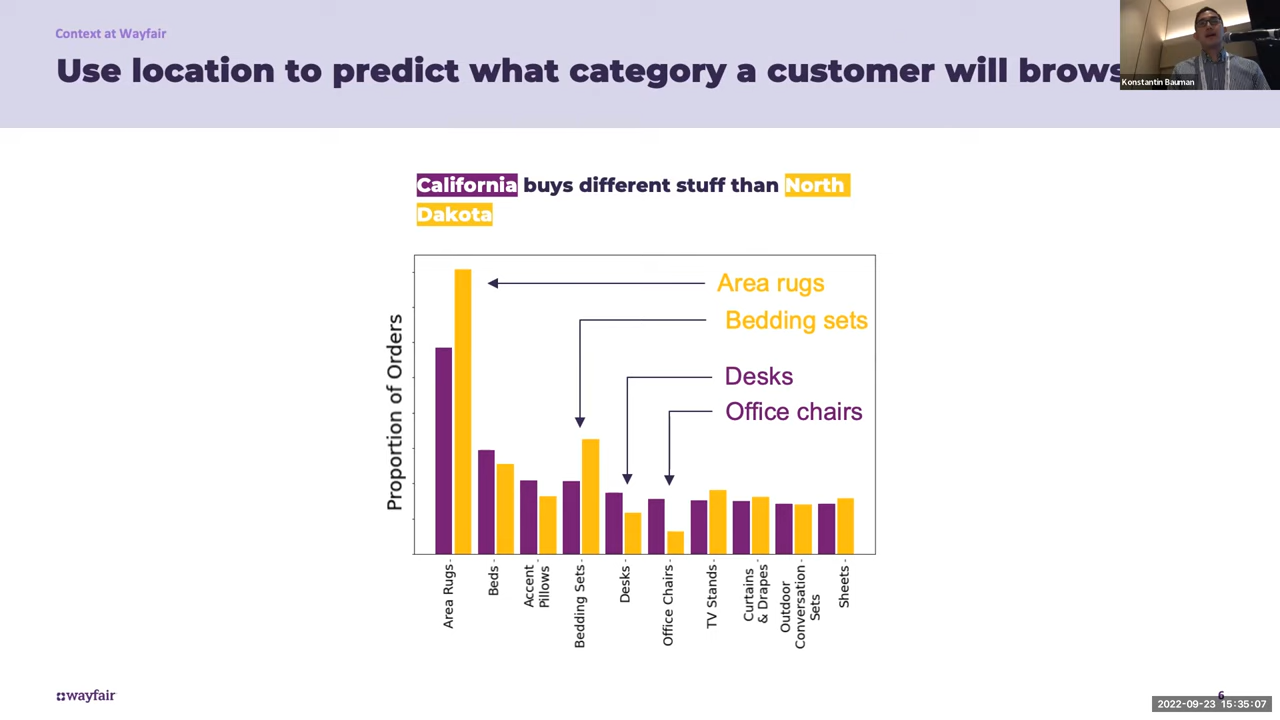 Context at Wayfair
Use location to predict what category a customer will brows
Konstantin Bauman
California buys different stuff than North
Dakota
Area rugs
Bedding sets
Desks
Office chairs
Proportion of Orders
Area Rugs
Beds
Accent
Pillows
Bedding Sets
Desks
Office Chairs
TV Stands
Curtains
& Drapes
Outdoor
Conversation
Sets
Sheets
wayfair
6
2022-09-23 15:35:07